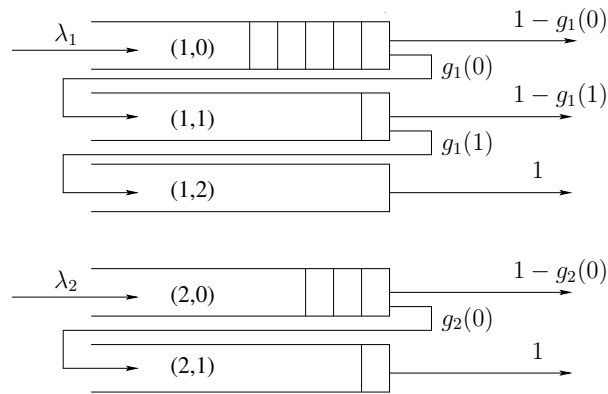 λ₁ (1,0) 1 − g₁(0)
g₁(0)
(1,1) 1 − g₁(1)
g₁(1)
(1,2) 1
λ₂ (2,0) 1 − g₂(0)
g₂(0)
(2,1) 1